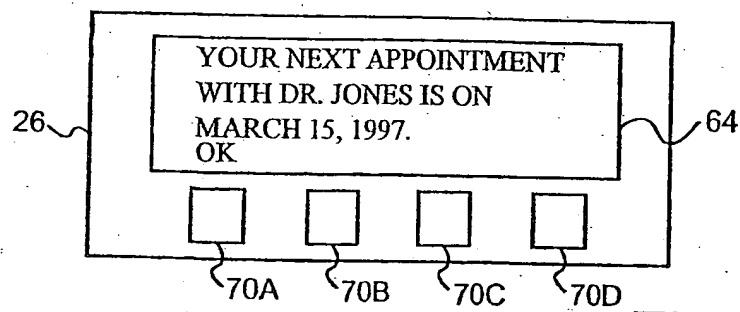 YOUR NEXT APPOINTMENT
WITH DR. JONES IS ON
MARCH 15, 1997.
OK
26
64
70A
70B
70C
70D